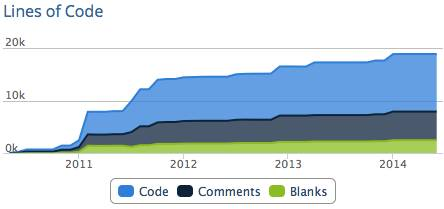 Lines of Code
20k
10k
0k
2011 2012 2013 2014
Code Comments Blanks